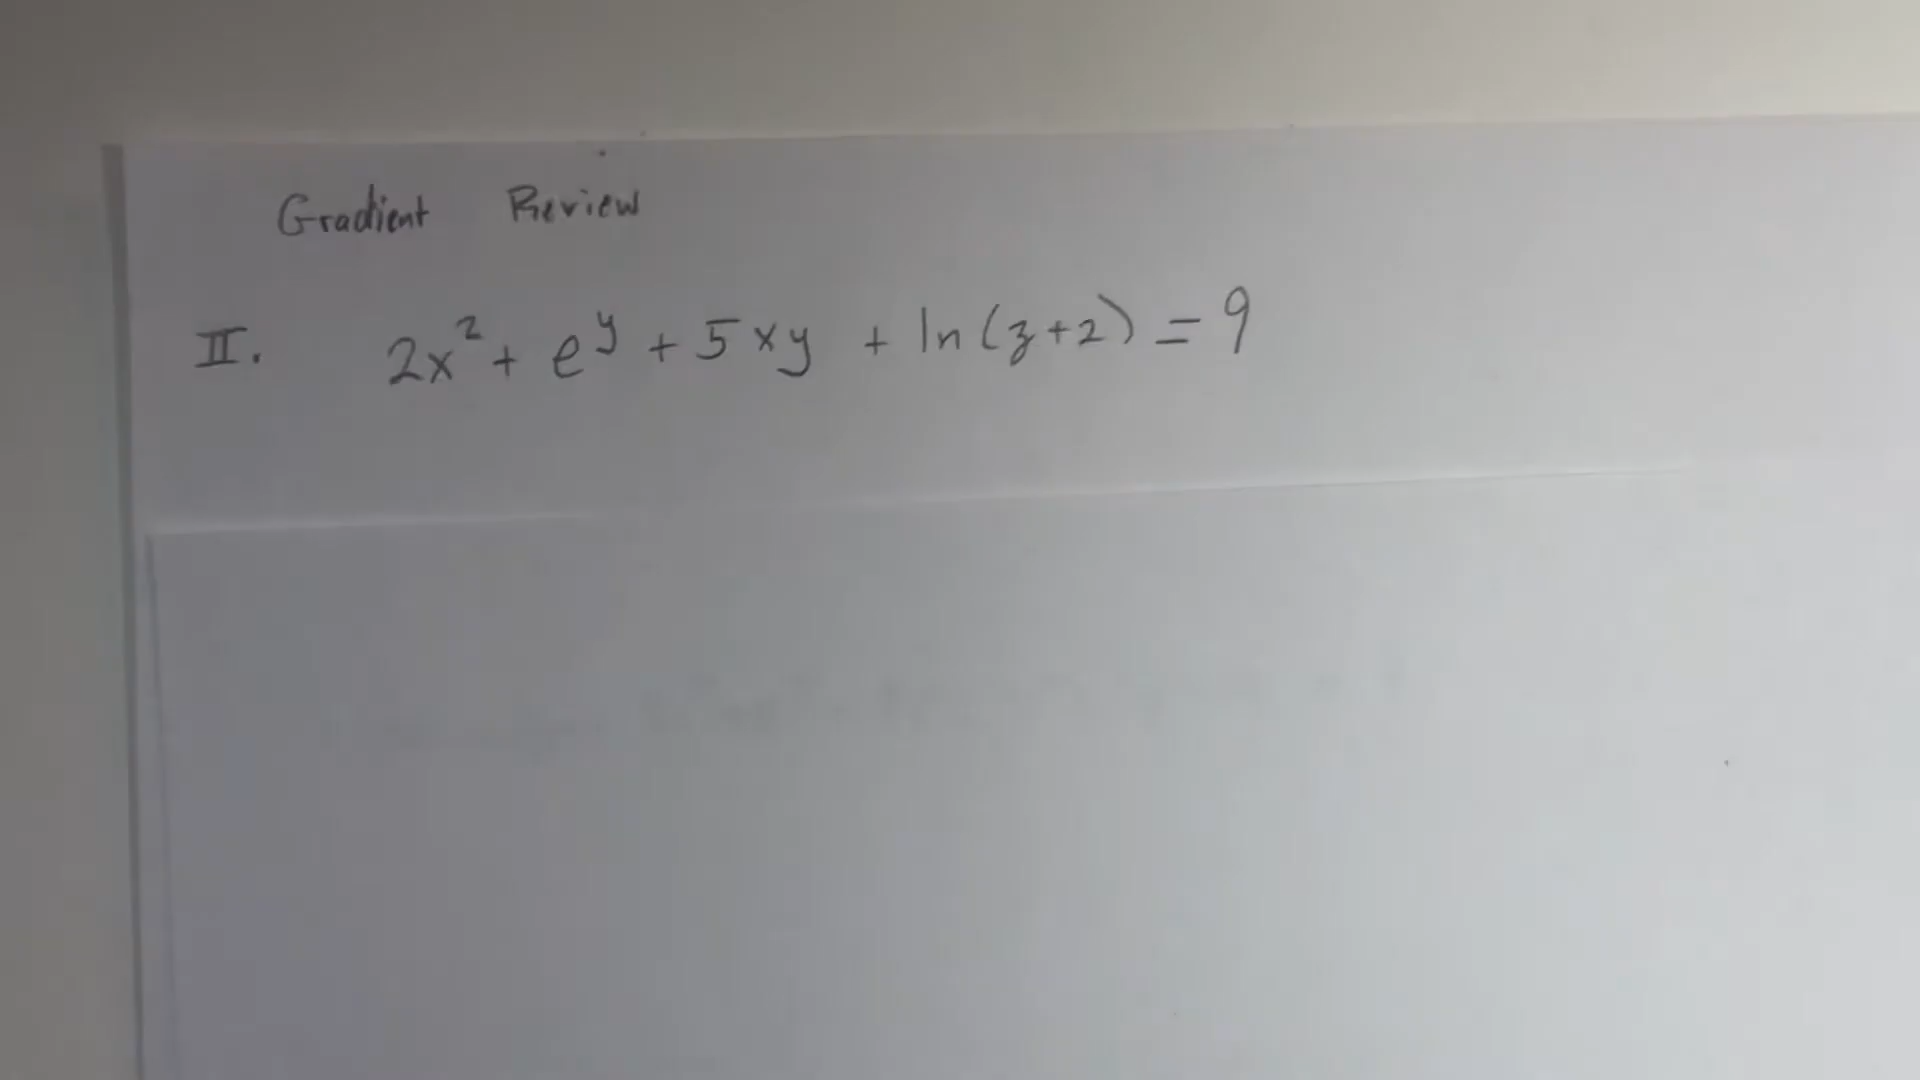 Gradient Review
II. 2x² + e^y + 5xy + ln(z+2) = 9